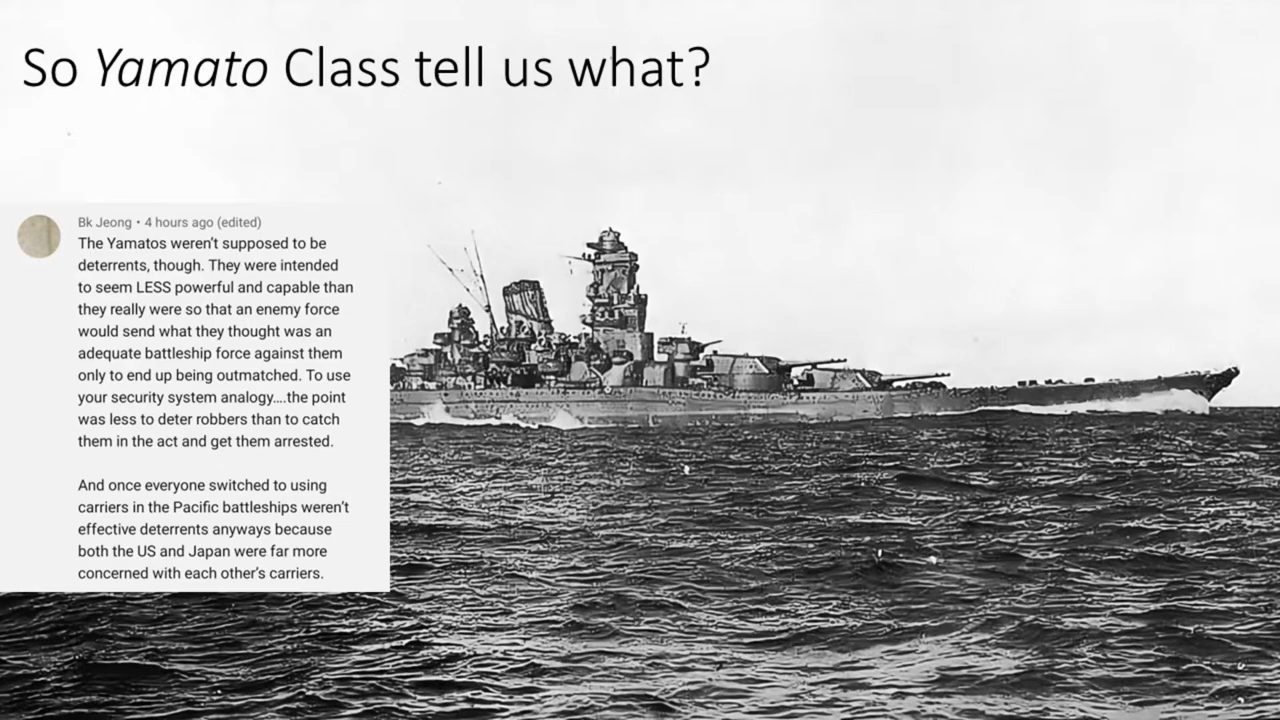 So Yamato Class tell us what?
Bk Jeong • 4 hours ago (edited)
The Yamatos weren't supposed to be
deterrents, though. They were intended
to seem LESS powerful and capable than
they really were so that an enemy force
would send what they thought was an
adequate battleship force against them
only to end up being outmatched. To use
your security system analogy....the point
was less to deter robbers than to catch
them in the act and get them arrested.
And once everyone switched to using
carriers in the Pacific battleships weren't
effective deterrents anyways because
both the US and Japan were far more
concerned with each other's carriers.